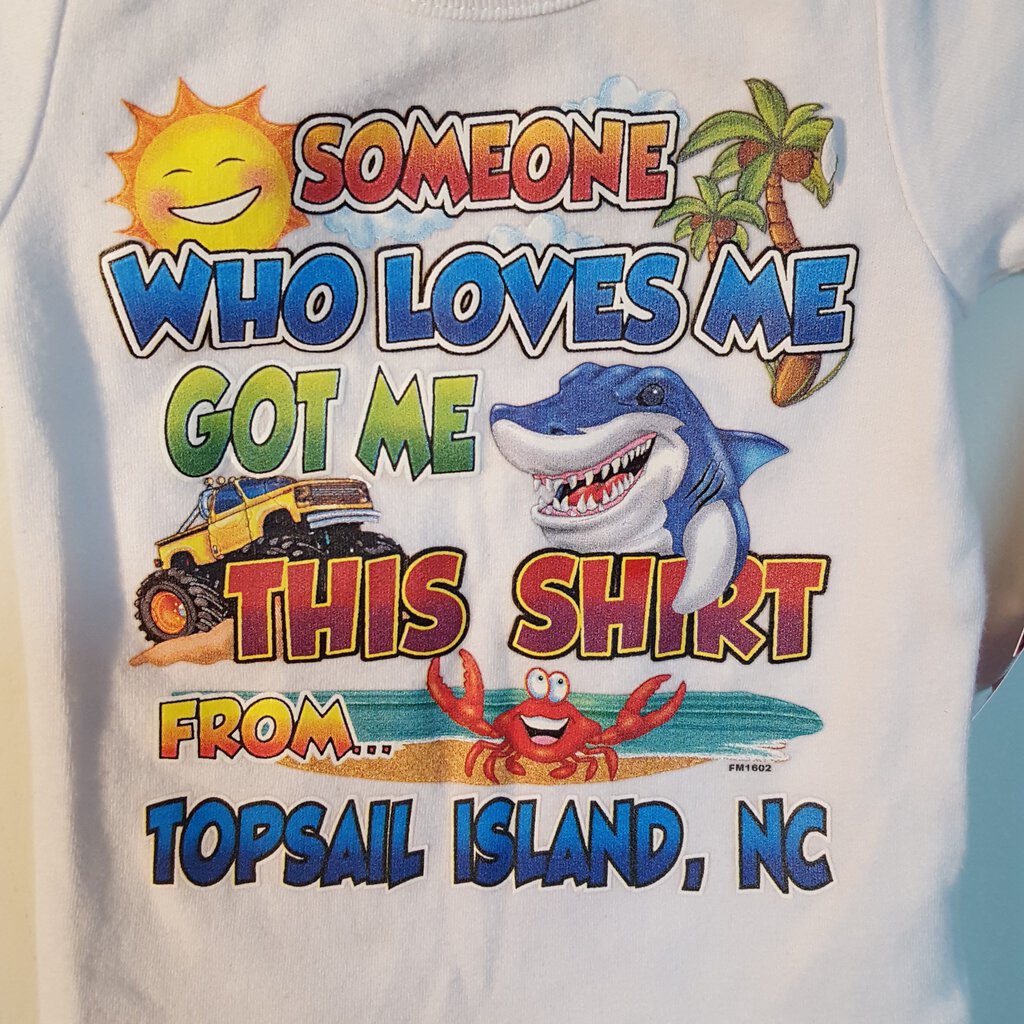 SOMEONE
WHO LOVES ME
GOT ME
THIS SHIRT
FROM...
FM1602
TOPSAIL ISLAND, NC